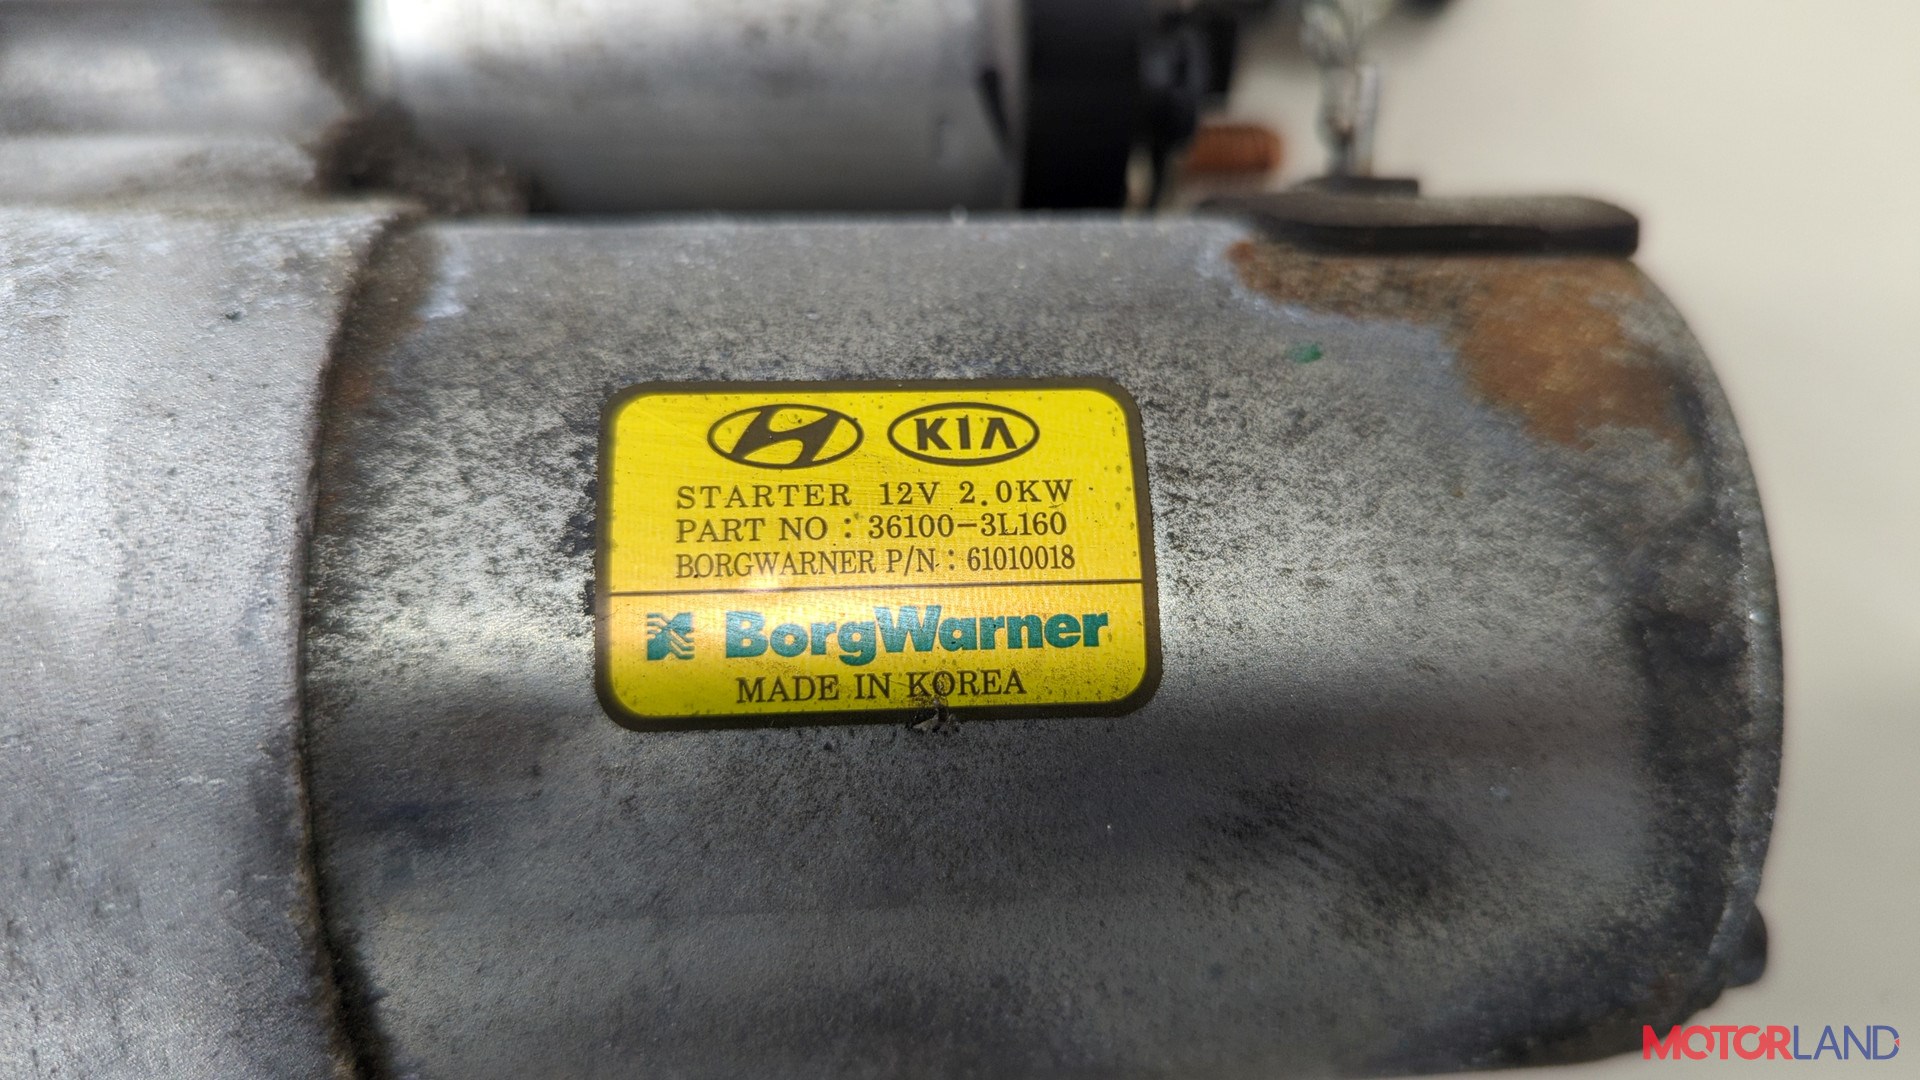 KIA
STARTER 12V 2.0KW
PART NO : 36100-3L160
BORGWARNER P/N : 61010018
BorgWarner
MADE IN KOREA
MOTORLAND